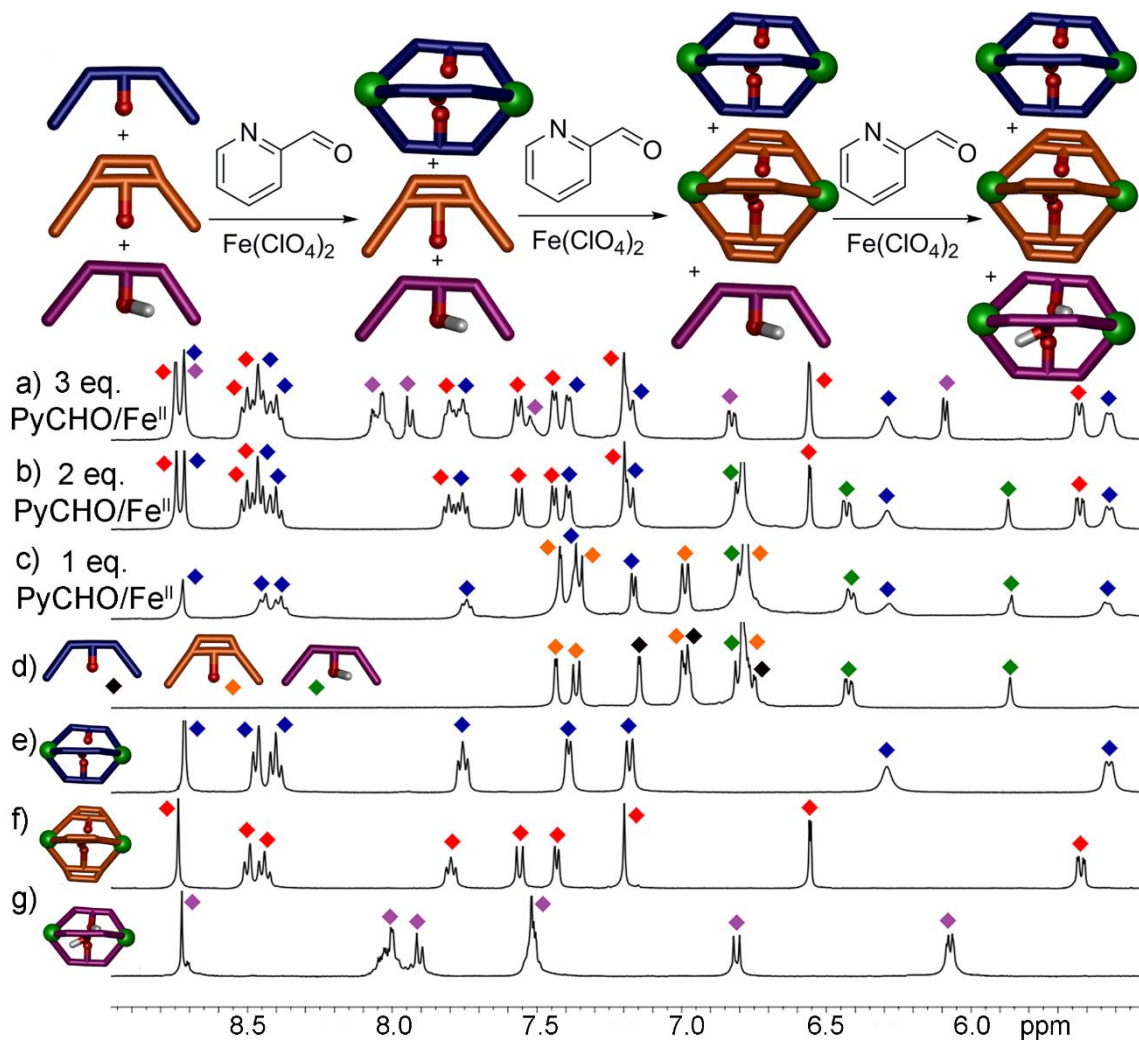 N O N O N O
+ + + +
+ + + +
Fe(ClO4)2 Fe(ClO4)2 Fe(ClO4)2
a) 3 eq.
PyCHO/FeII
b) 2 eq.
PyCHO/FeII
c) 1 eq.
PyCHO/FeII
d)
e)
f)
g)
8.5 8.0 7.5 7.0 6.5 6.0 ppm